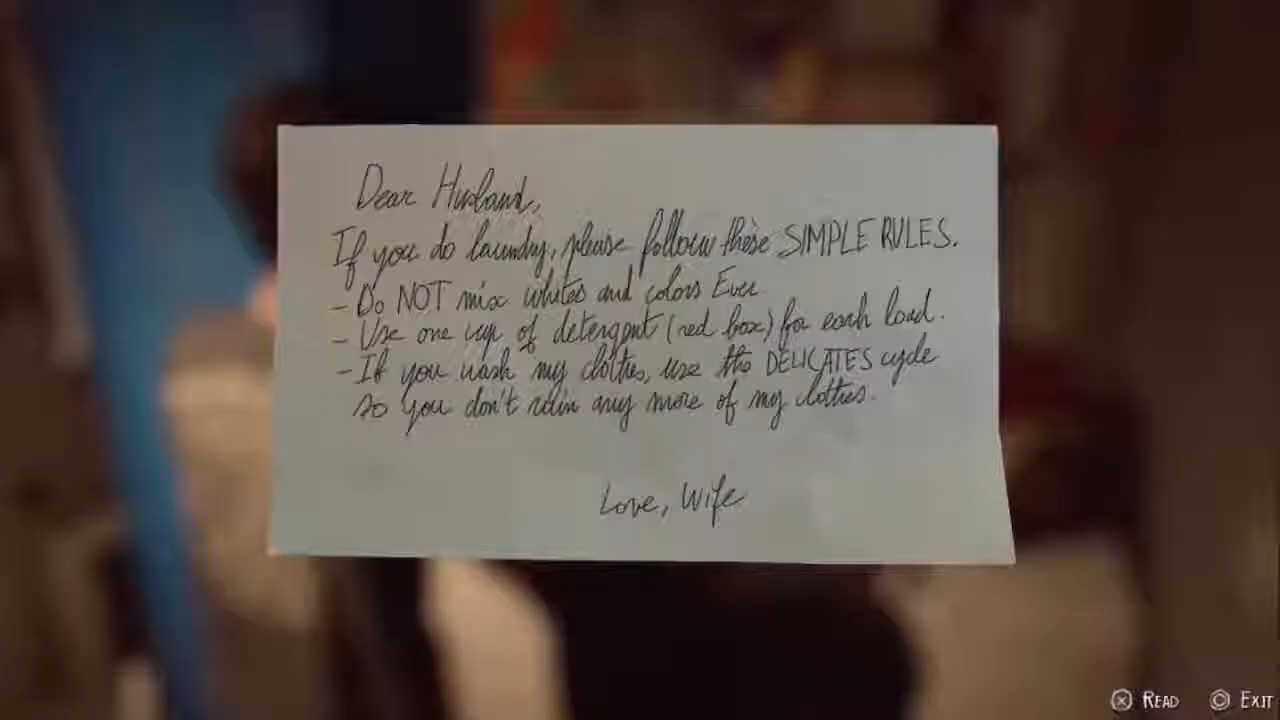 Dear Husband,
If you do laundry, please follow these SIMPLE RULES.
- Do NOT mix whites and colors Ever
- Use one cup of detergent (red box) for each load.
- If you wash my clothes, use the DELICATES cycle
so you don't ruin any more of my clothes.
Love, Wife
READ EXIT